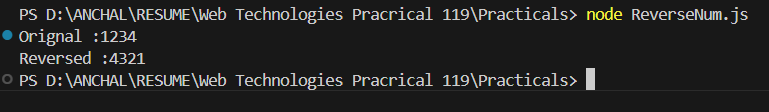 PS D:\ANCHAL\RESUME\Web Technologies Pracrical 119\Practicals> node ReverseNum.js
Orignal :1234
Reversed :4321
PS D:\ANCHAL\RESUME\Web Technologies Pracrical 119\Practicals>